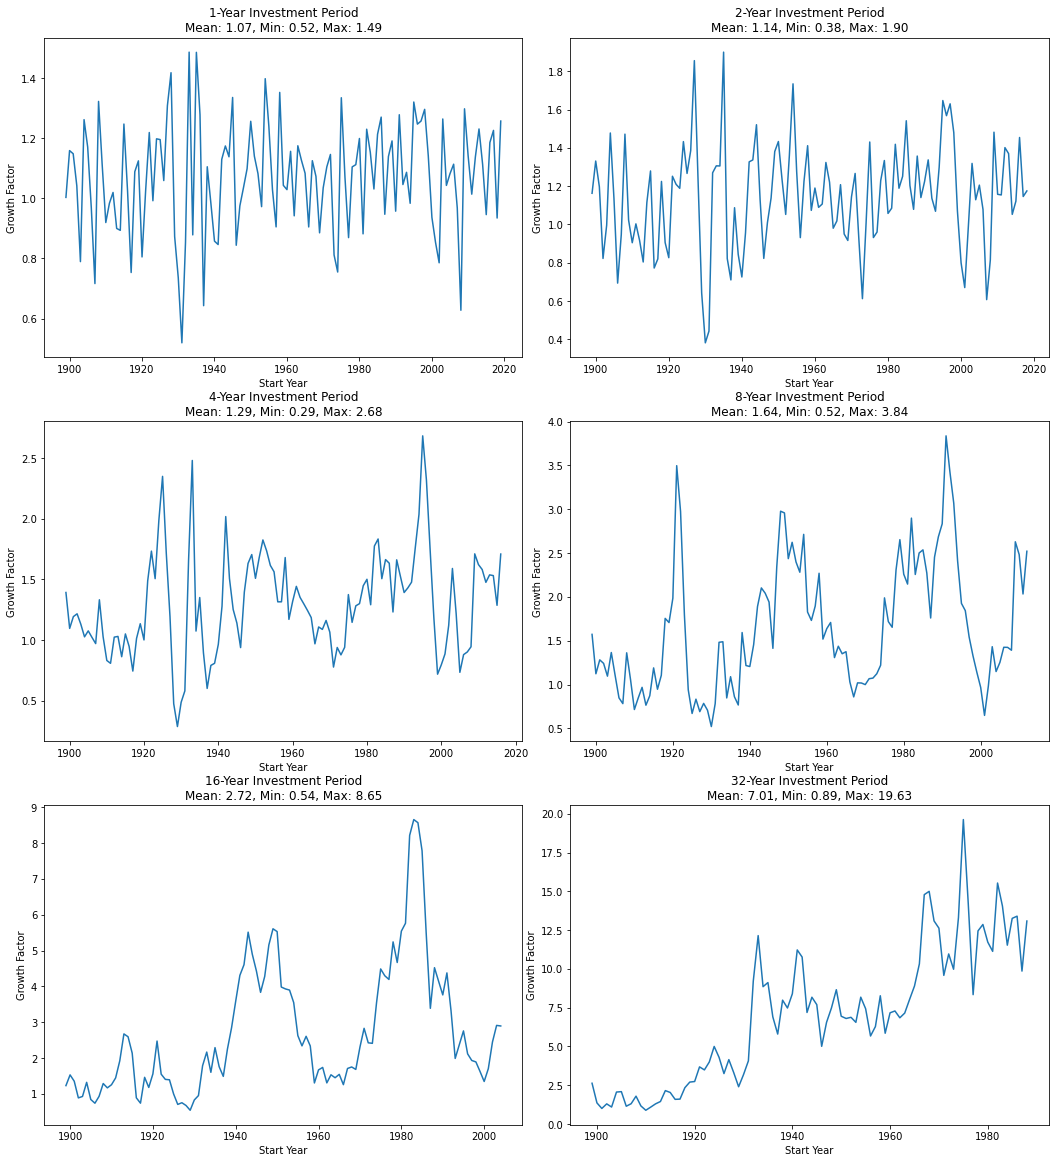 1-Year Investment Period
Mean: 1.07, Min: 0.52, Max: 1.49
Growth Factor
1.4
1.2
1.0
0.8
0.6
1900 1920 1940 1960 1980 2000 2020
Start Year
2-Year Investment Period
Mean: 1.14, Min: 0.38, Max: 1.90
Growth Factor
1.8
1.6
1.4
1.2
1.0
0.8
0.6
0.4
1900 1920 1940 1960 1980 2000 2020
Start Year
4-Year Investment Period
Mean: 1.29, Min: 0.29, Max: 2.68
Growth Factor
2.5
2.0
1.5
1.0
0.5
1900 1920 1940 1960 1980 2000 2020
Start Year
8-Year Investment Period
Mean: 1.64, Min: 0.52, Max: 3.84
Growth Factor
4.0
3.5
3.0
2.5
2.0
1.5
1.0
0.5
1900 1920 1940 1960 1980 2000
Start Year
16-Year Investment Period
Mean: 2.72, Min: 0.54, Max: 8.65
Growth Factor
9
8
7
6
5
4
3
2
1
1900 1920 1940 1960 1980 2000
Start Year
32-Year Investment Period
Mean: 7.01, Min: 0.89, Max: 19.63
Growth Factor
20.0
17.5
15.0
12.5
10.0
7.5
5.0
2.5
0.0
1900 1920 1940 1960 1980
Start Year